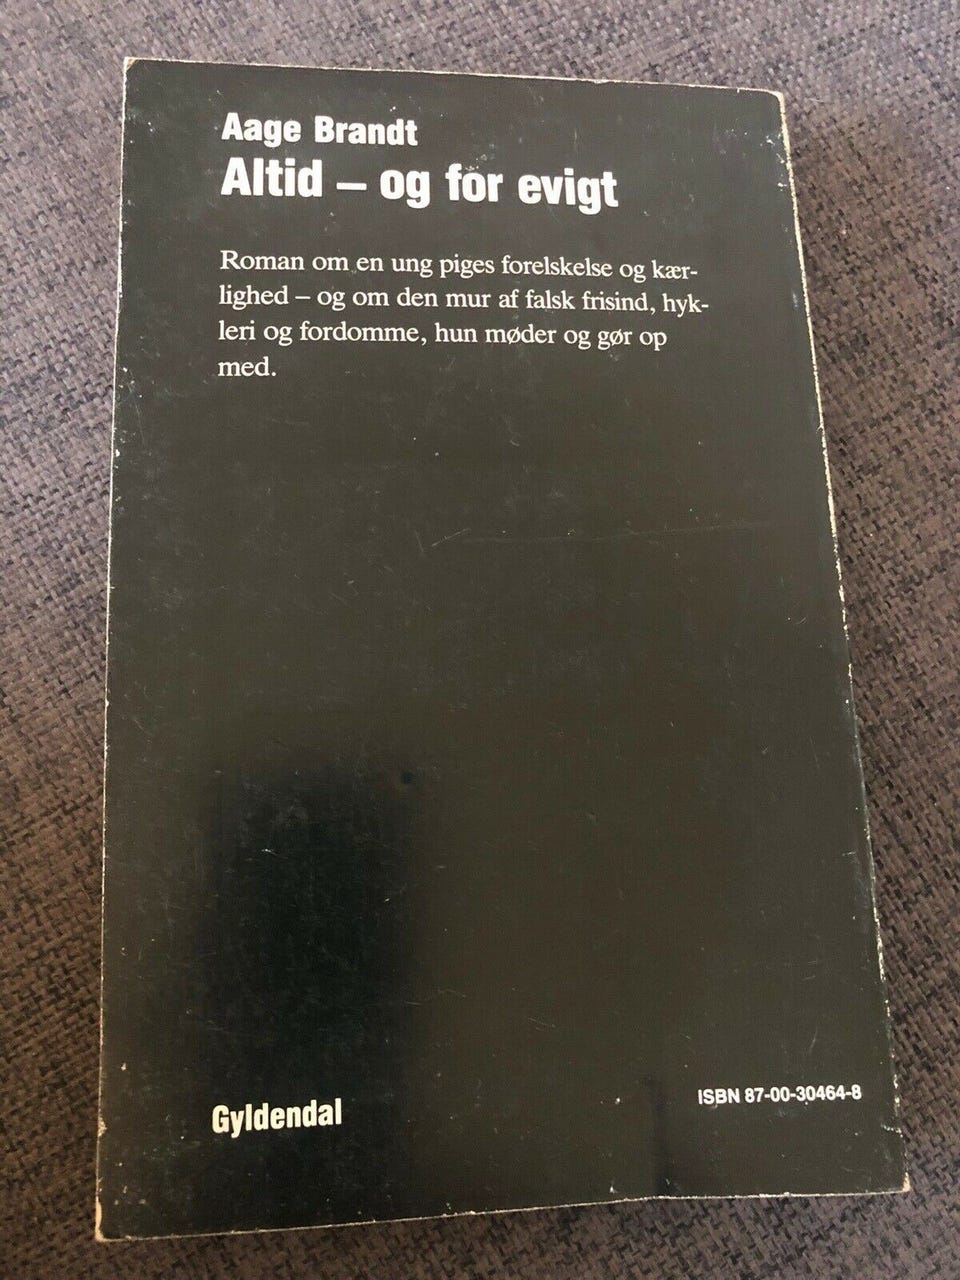 Aage Brandt
Altid – og for evigt
Roman om en ung piges forelskelse og kær-
lighed – og om den mur af falsk frisind, hyk-
leri og fordomme, hun møder og gør op
med.
Gyldendal
ISBN 87-00-30464-8